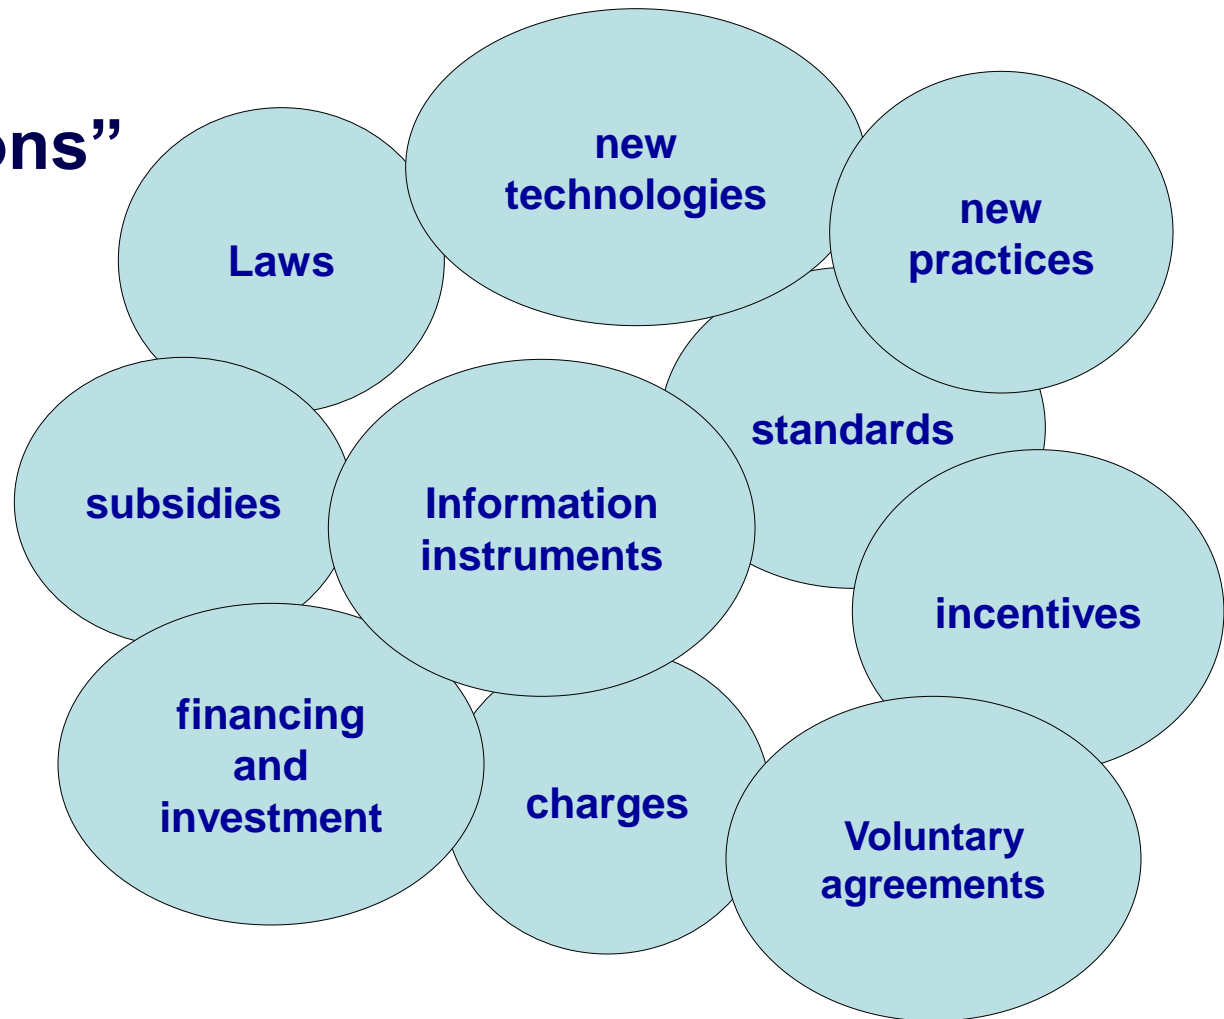 ons”
new
technologies
new
practices
Laws
standards
subsidies
Information
instruments
incentives
financing
and
investment
charges
Voluntary
agreements